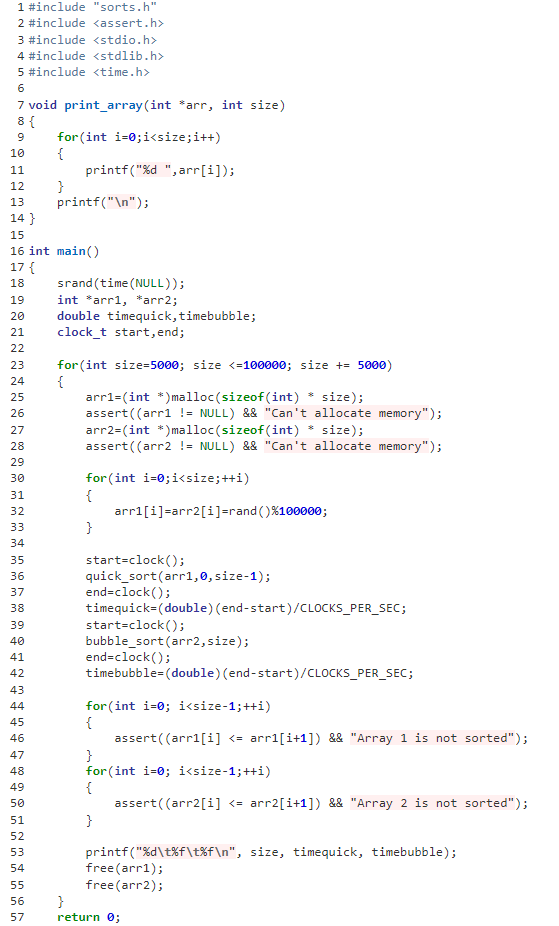 1 #include "sorts.h"
2 #include <assert.h>
3 #include <stdio.h>
4 #include <stdlib.h>
5 #include <time.h>
6
7 void print_array(int *arr, int size)
8 {
9     for(int i=0;i<size;i++)
10     {
11         printf("%d ",arr[i]);
12     }
13     printf("\n");
14 }
15
16 int main()
17 {
18     srand(time(NULL));
19     int *arr1, *arr2;
20     double timequick,timebubble;
21     clock_t start,end;
22
23     for(int size=5000; size <=100000; size += 5000)
24     {
25         arr1=(int *)malloc(sizeof(int) * size);
26         assert((arr1 != NULL) && "Can't allocate memory");
27         arr2=(int *)malloc(sizeof(int) * size);
28         assert((arr2 != NULL) && "Can't allocate memory");
29
30         for(int i=0;i<size;++i)
31         {
32             arr1[i]=arr2[i]=rand()%100000;
33         }
34
35         start=clock();
36         quick_sort(arr1,0,size-1);
37         end=clock();
38         timequick=(double)(end-start)/CLOCKS_PER_SEC;
39         start=clock();
40         bubble_sort(arr2,size);
41         end=clock();
42         timebubble=(double)(end-start)/CLOCKS_PER_SEC;
43
44         for(int i=0; i<size-1;++i)
45         {
46             assert((arr1[i] <= arr1[i+1]) && "Array 1 is not sorted");
47         }
48         for(int i=0; i<size-1;++i)
49         {
50             assert((arr2[i] <= arr2[i+1]) && "Array 2 is not sorted");
51         }
52
53         printf("%d\t%f\t%f\n", size, timequick, timebubble);
54         free(arr1);
55         free(arr2);
56     }
57     return 0;